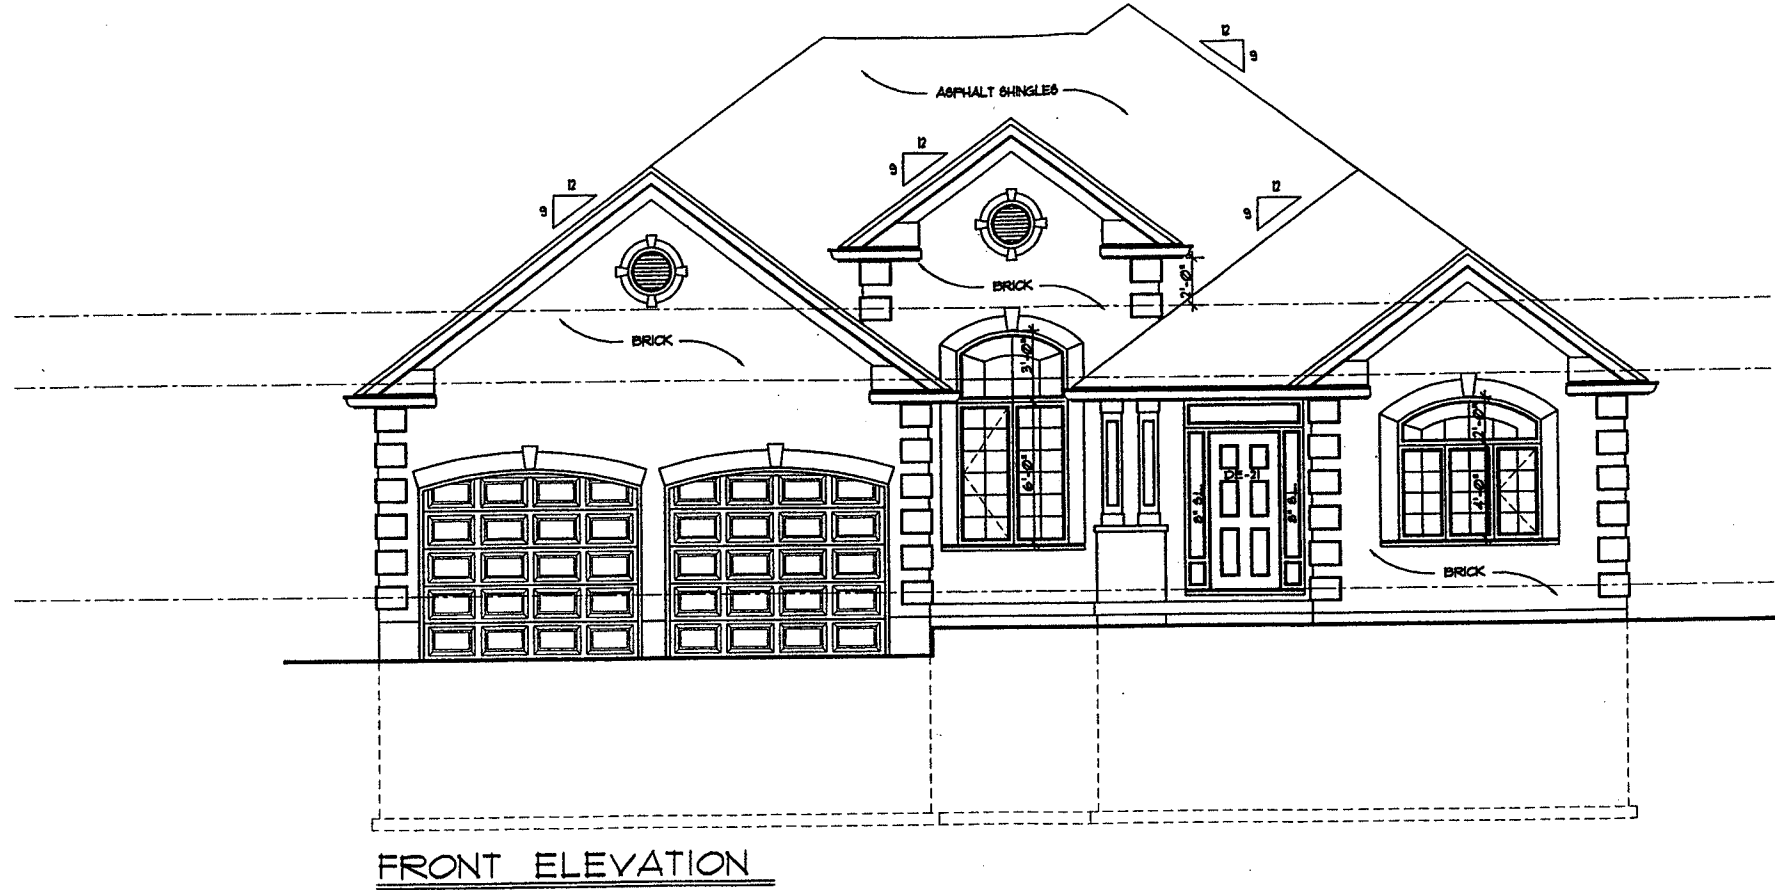 12
9
ASPHALT SHINGLES
12
9
12
9
12
9
BRICK
2'-0"
BRICK
3'-0"
6'-0"
2'-0"
4'-0"
BRICK
FRONT ELEVATION